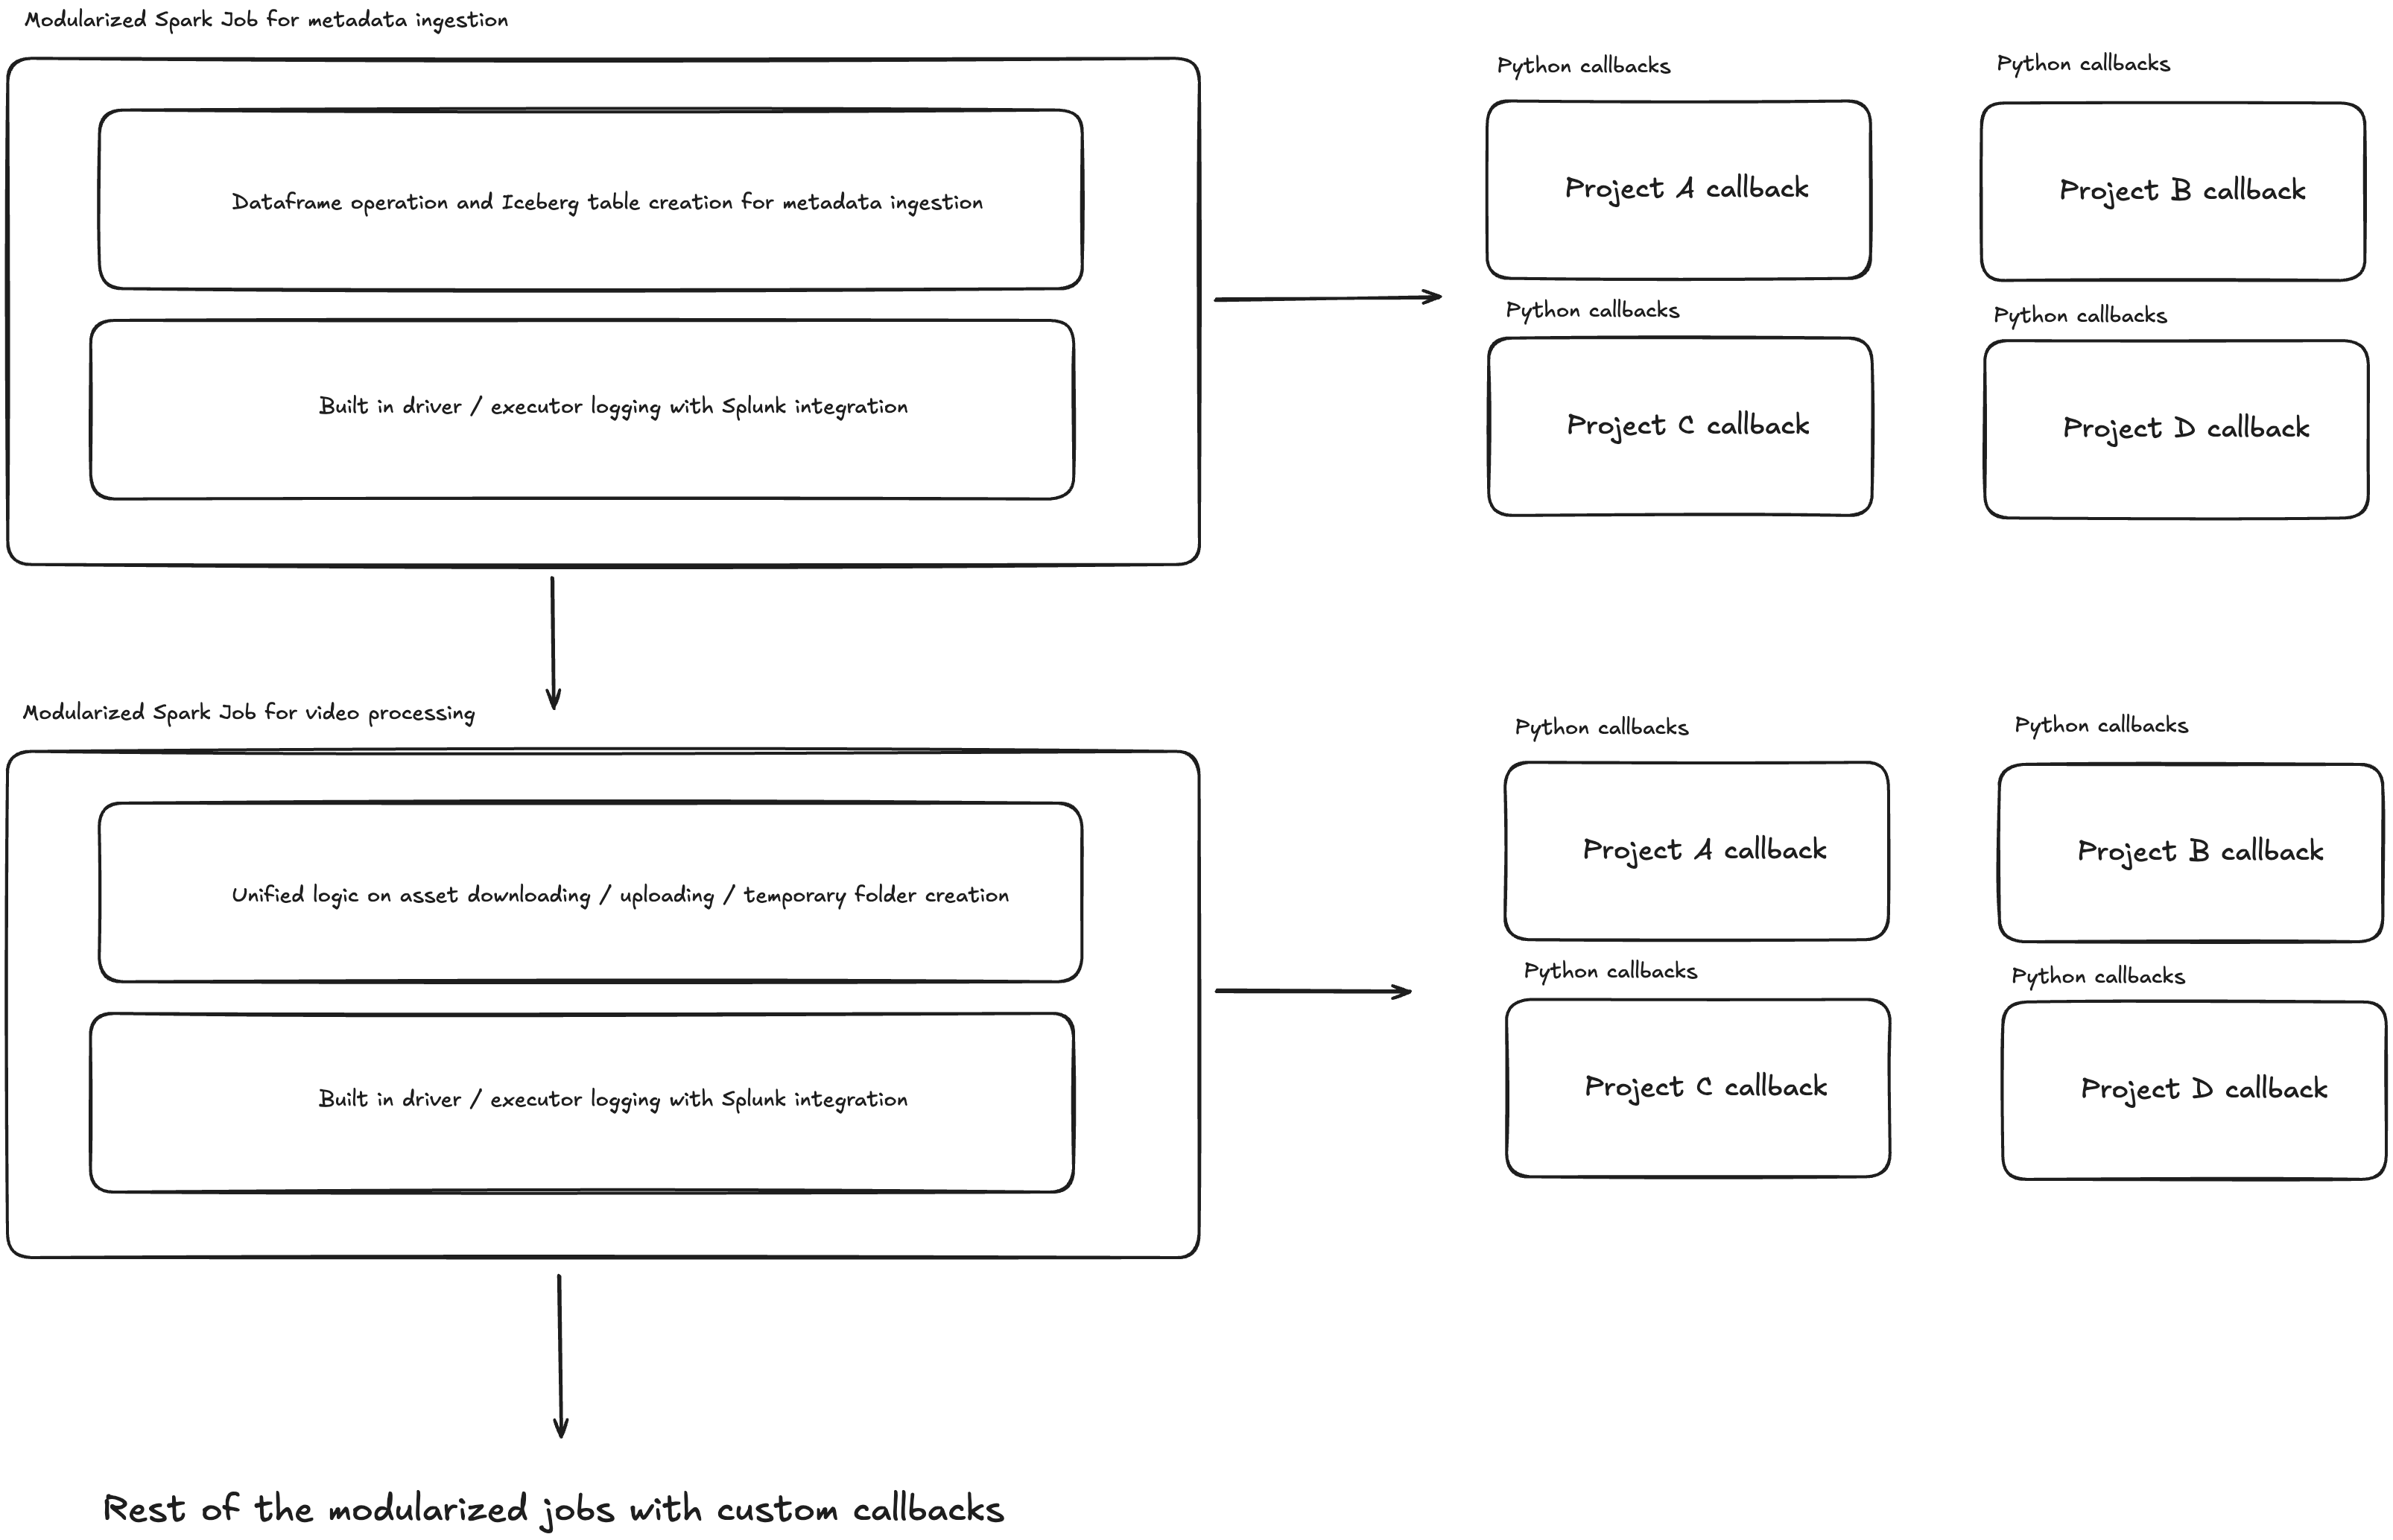 Modularized Spark Job for metadata ingestion
Dataframe operation and Iceberg table creation for metadata ingestion
Built in driver / executor logging with Splunk integration
Python callbacks
Project A callback
Python callbacks
Project B callback
Python callbacks
Project C callback
Python callbacks
Project D callback
Modularized Spark Job for video processing
Unified logic on asset downloading / uploading / temporary folder creation
Built in driver / executor logging with Splunk integration
Python callbacks
Project A callback
Python callbacks
Project B callback
Python callbacks
Project C callback
Python callbacks
Project D callback
Rest of the modularized jobs with custom callbacks